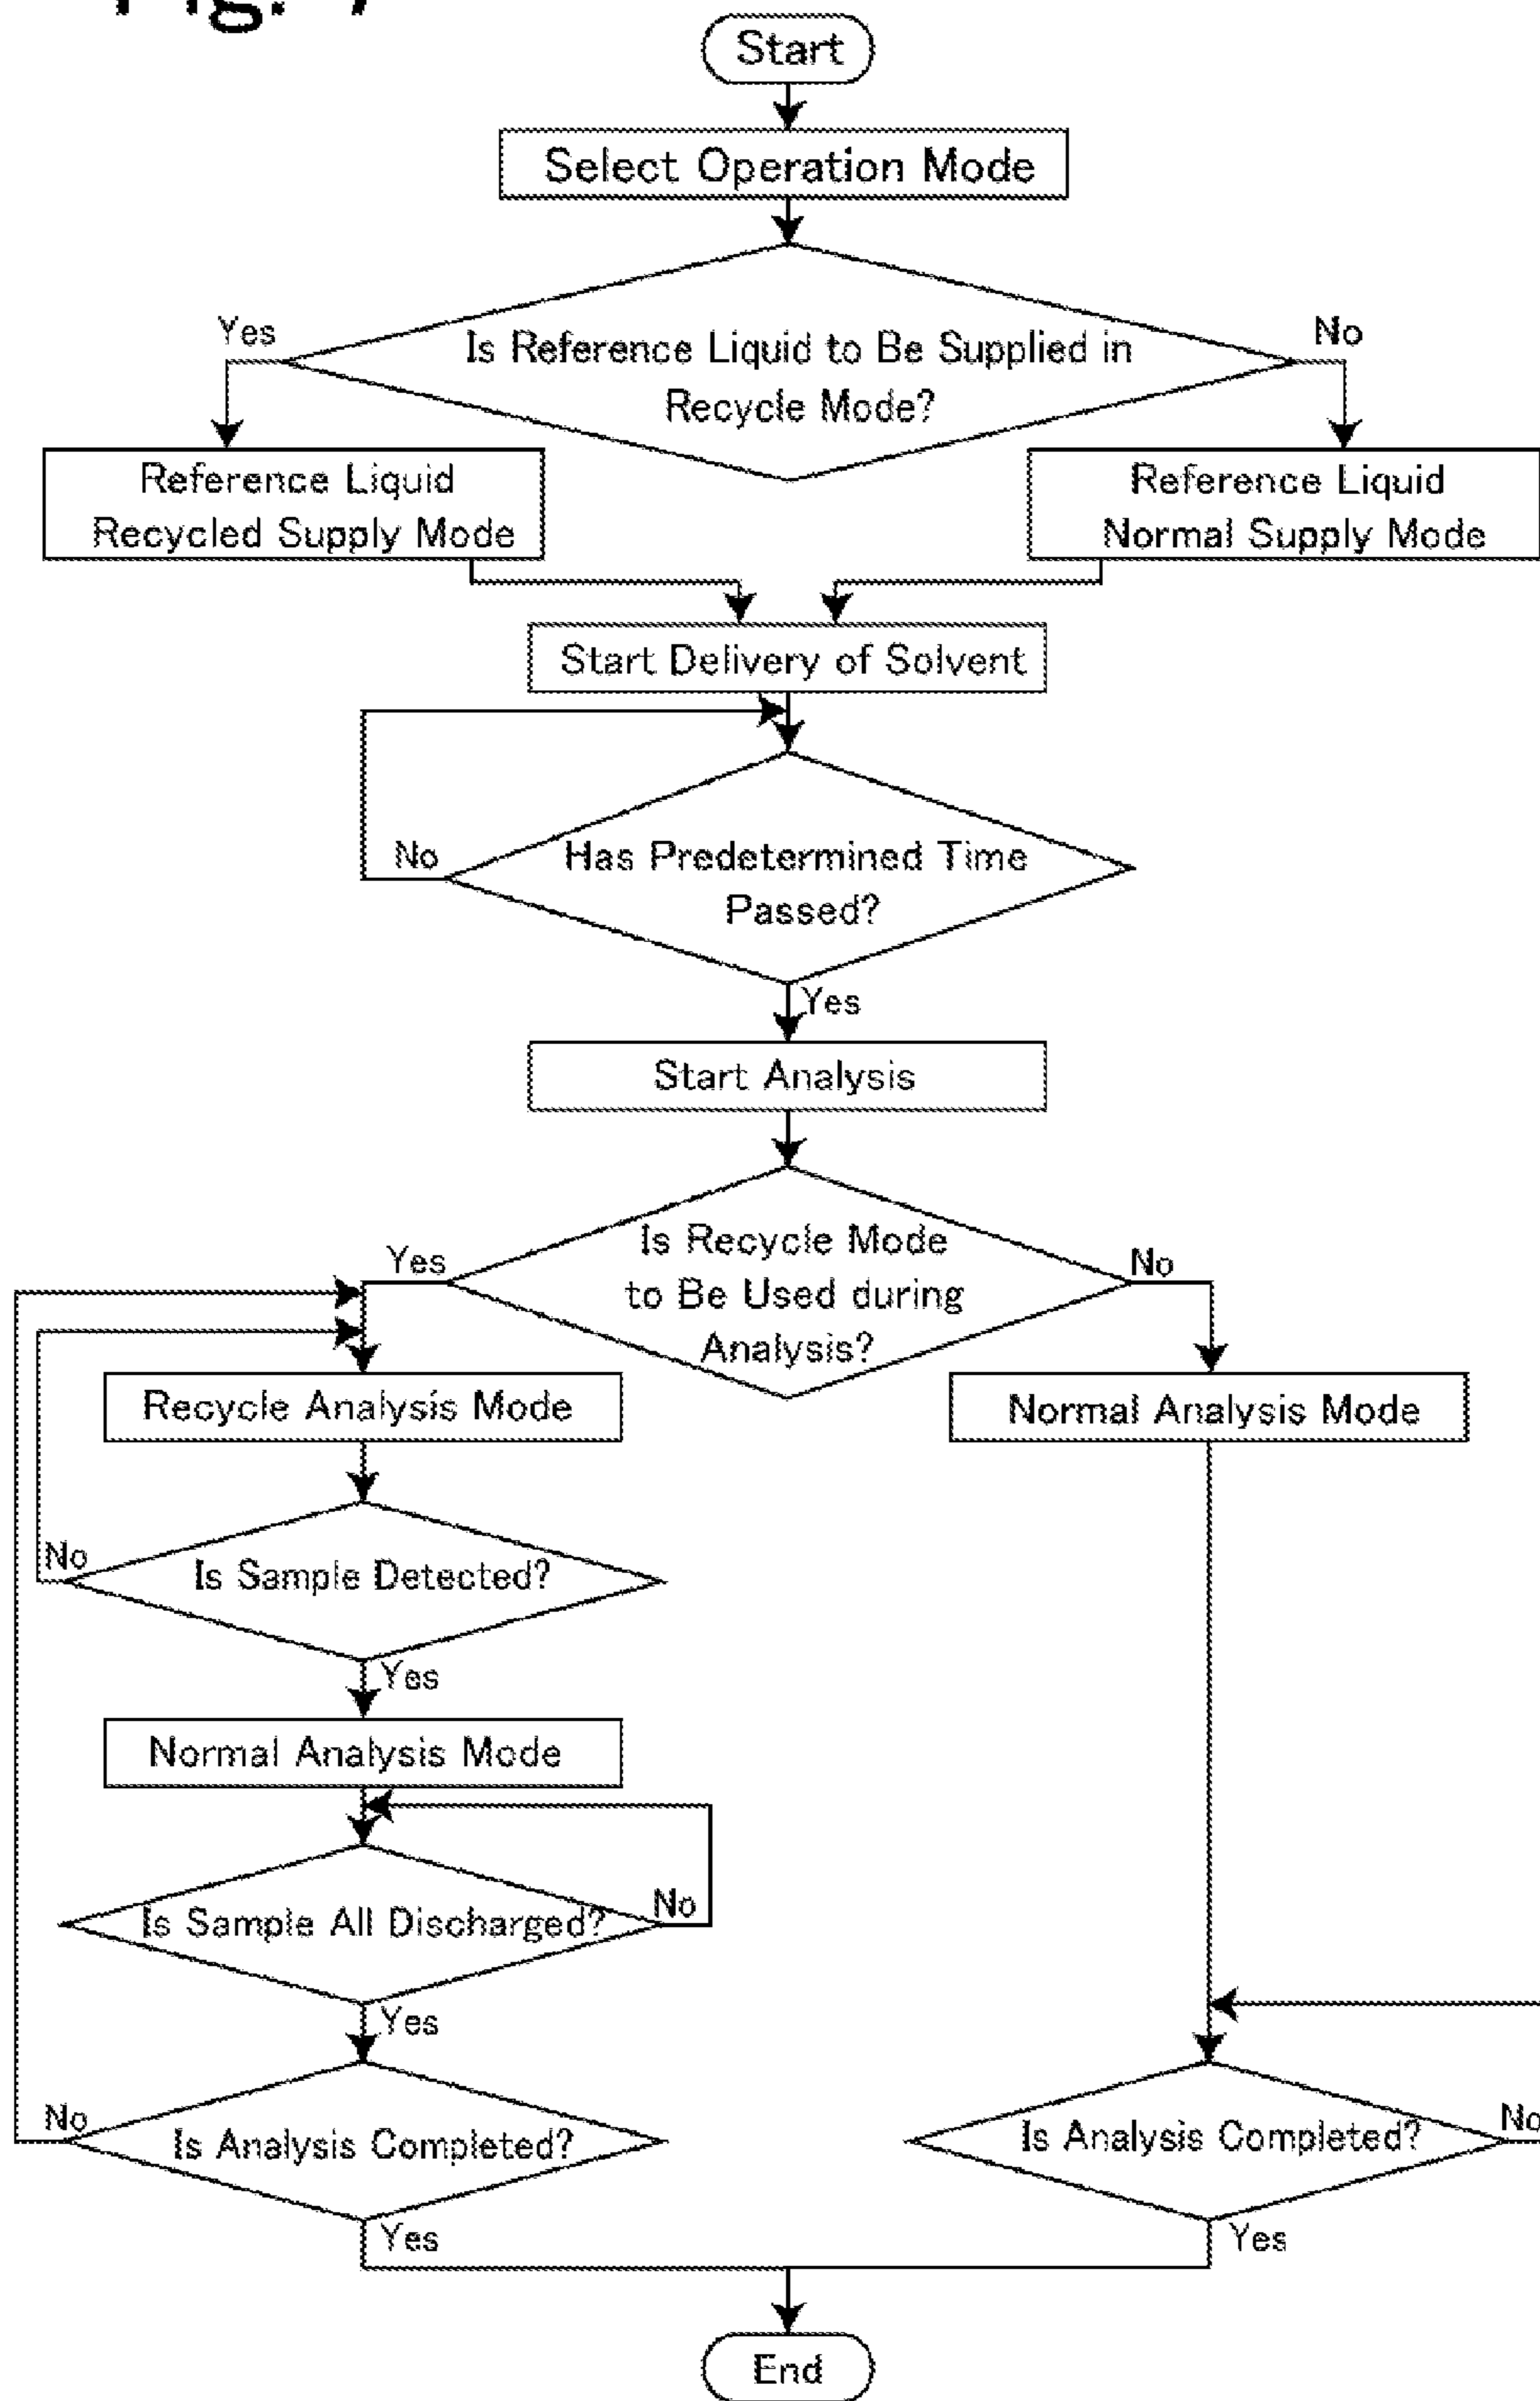 Start
Select Operation Mode
Yes
Is Reference Liquid to Be Supplied in
Recycle Mode?
No
Reference Liquid
Recycled Supply Mode
Reference Liquid
Normal Supply Mode
Start Delivery of Solvent
No
Has Predetermined Time
Passed?
Yes
Start Analysis
Yes
Is Recycle Mode
to Be Used during
Analysis?
No
Recycle Analysis Mode
Normal Analysis Mode
No
Is Sample Detected?
Yes
Normal Analysis Mode
Is Sample All Discharged?
No
Yes
No
Is Analysis Completed?
Yes
Is Analysis Completed?
No
Yes
End